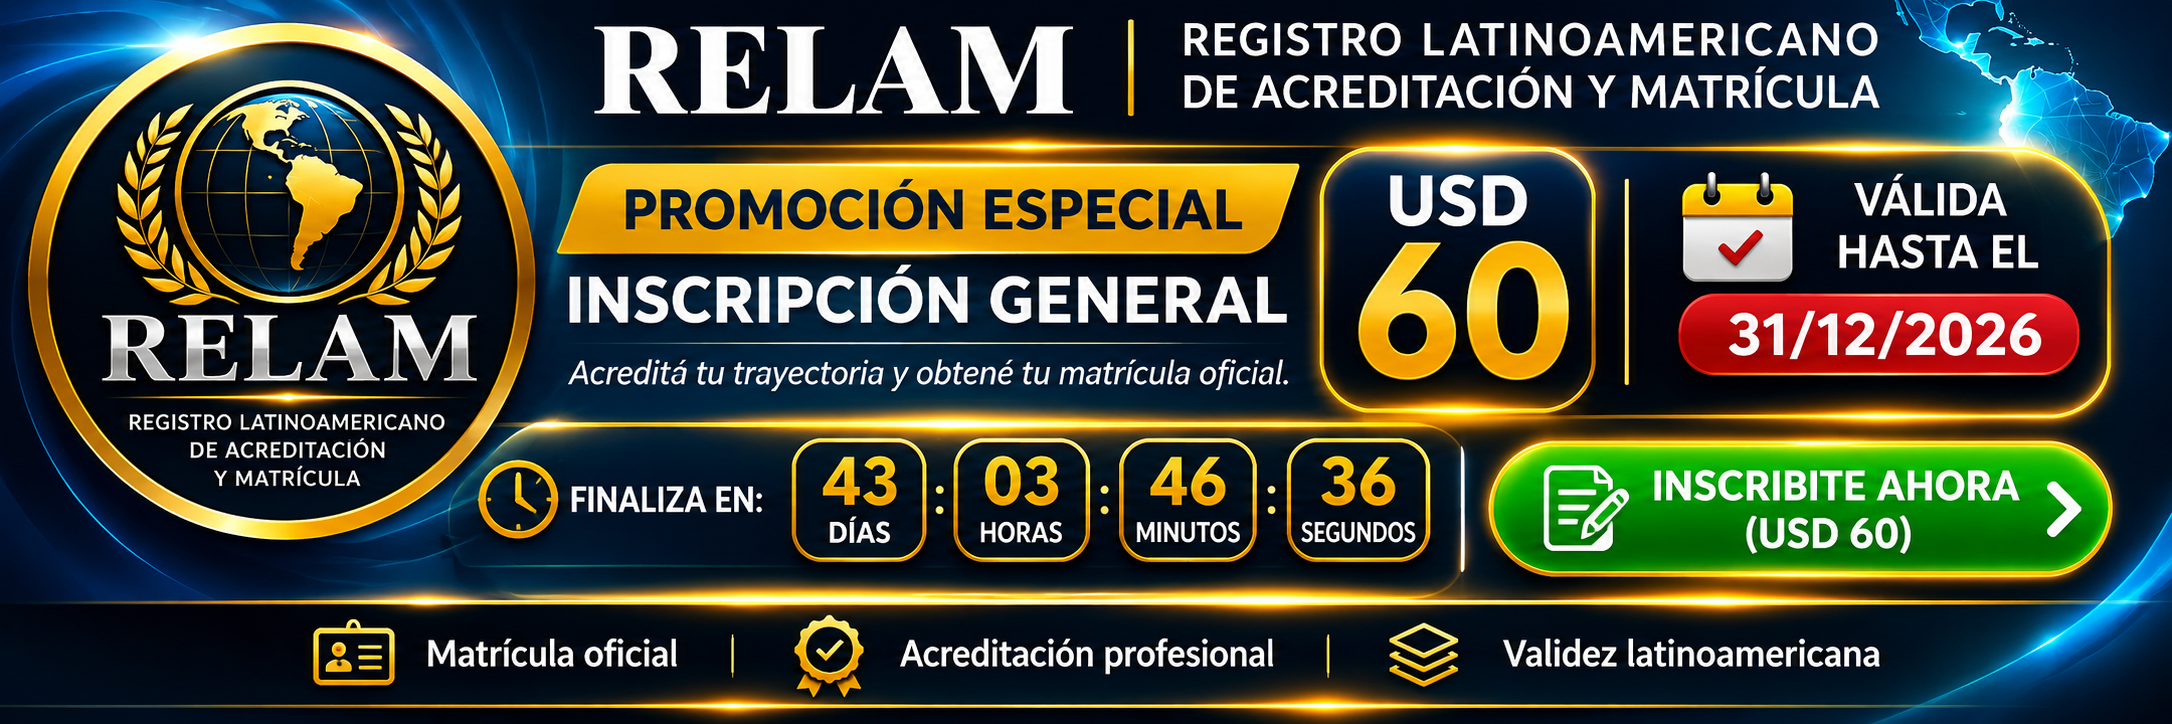 RELAM
REGISTRO LATINOAMERICANO
DE ACREDITACIÓN Y MATRÍCULA
RELAM
REGISTRO LATINOAMERICANO
DE ACREDITACIÓN
Y MATRÍCULA
PROMOCIÓN ESPECIAL
INSCRIPCIÓN GENERAL
Acreditá tu trayectoria y obtené tu matrícula oficial.
USD
60
VÁLIDA
HASTA EL
31/12/2026
FINALIZA EN:
43 : 03 : 46 : 36
DÍAS HORAS MINUTOS SEGUNDOS
INSCRIBITE AHORA
(USD 60)
Matrícula oficial
Acreditación profesional
Validez latinoamericana